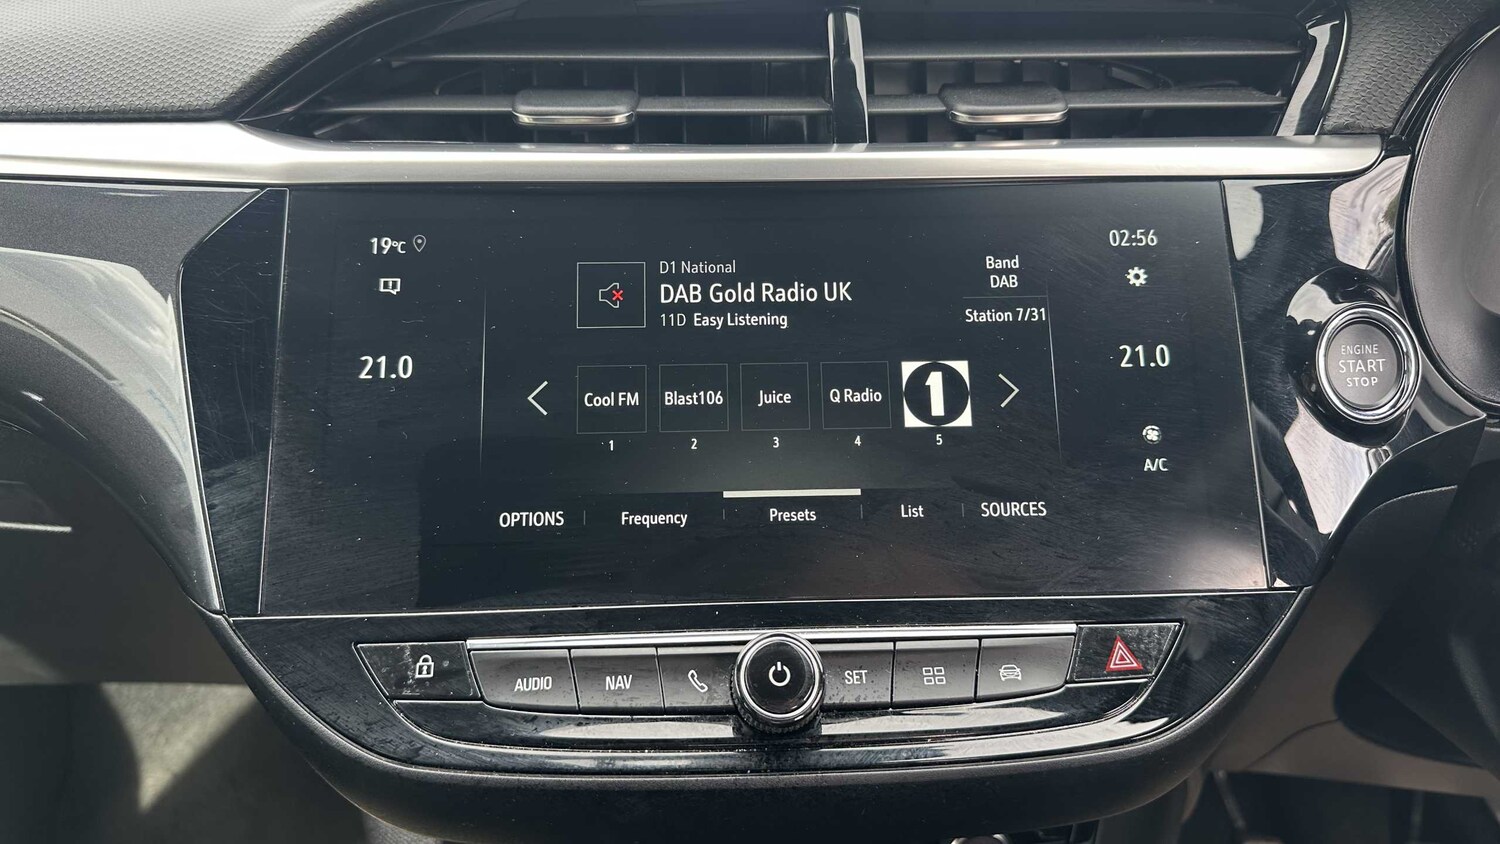 19°C
02:56
D1 National
DAB Gold Radio UK
11D Easy Listening
Band
DAB
Station 7/31
21.0
21.0
Cool FM
Blast106
Juice
Q Radio
1
1
2
3
4
5
A/C
OPTIONS
Frequency
Presets
List
SOURCES
ENGINE
START
STOP
AUDIO
NAV
SET